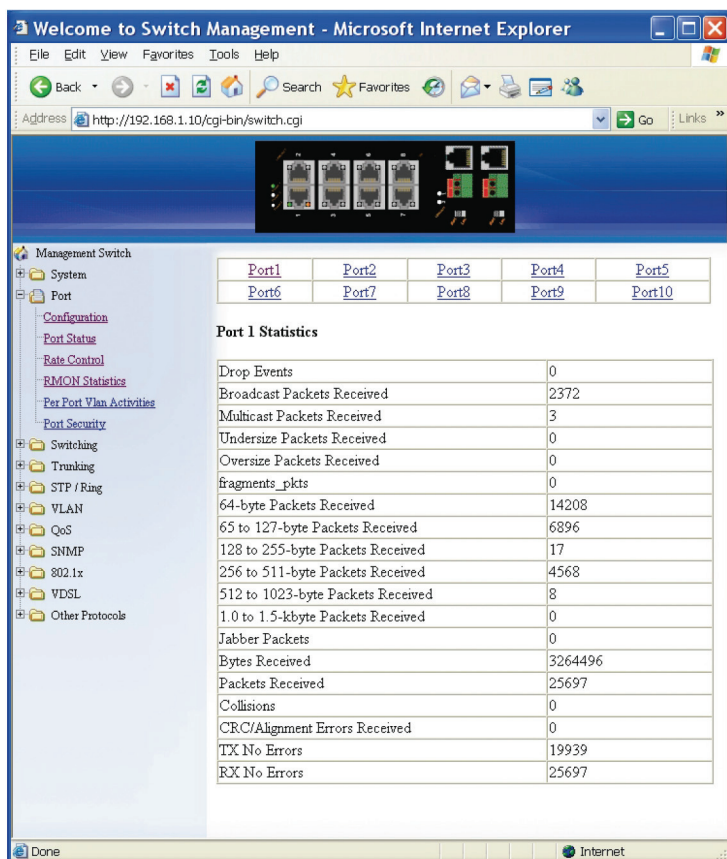 Welcome to Switch Management - Microsoft Internet Explorer
File Edit View Favorites Tools Help
Back Search Favorites
Address http://192.168.1.10/cgi-bin/switch.cgi Go Links »
Management Switch
System
Port
Configuration
Port Status
Rate Control
RMON Statistics
Per Port Vlan Activities
Port Security
Switching
Trunking
STP / Ring
VLAN
QoS
SNMP
802.1x
VDSL
Other Protocols
Port1 Port2 Port3 Port4 Port5
Port6 Port7 Port8 Port9 Port10
Port 1 Statistics
Drop Events 0
Broadcast Packets Received 2372
Multicast Packets Received 3
Undersize Packets Received 0
Oversize Packets Received 0
fragments_pkts 0
64-byte Packets Received 14208
65 to 127-byte Packets Received 6896
128 to 255-byte Packets Received 17
256 to 511-byte Packets Received 4568
512 to 1023-byte Packets Received 8
1.0 to 1.5-kbyte Packets Received 0
Jabber Packets 0
Bytes Received 3264496
Packets Received 25697
Collisions 0
CRC/Alignment Errors Received 0
TX No Errors 19939
RX No Errors 25697
Done Internet